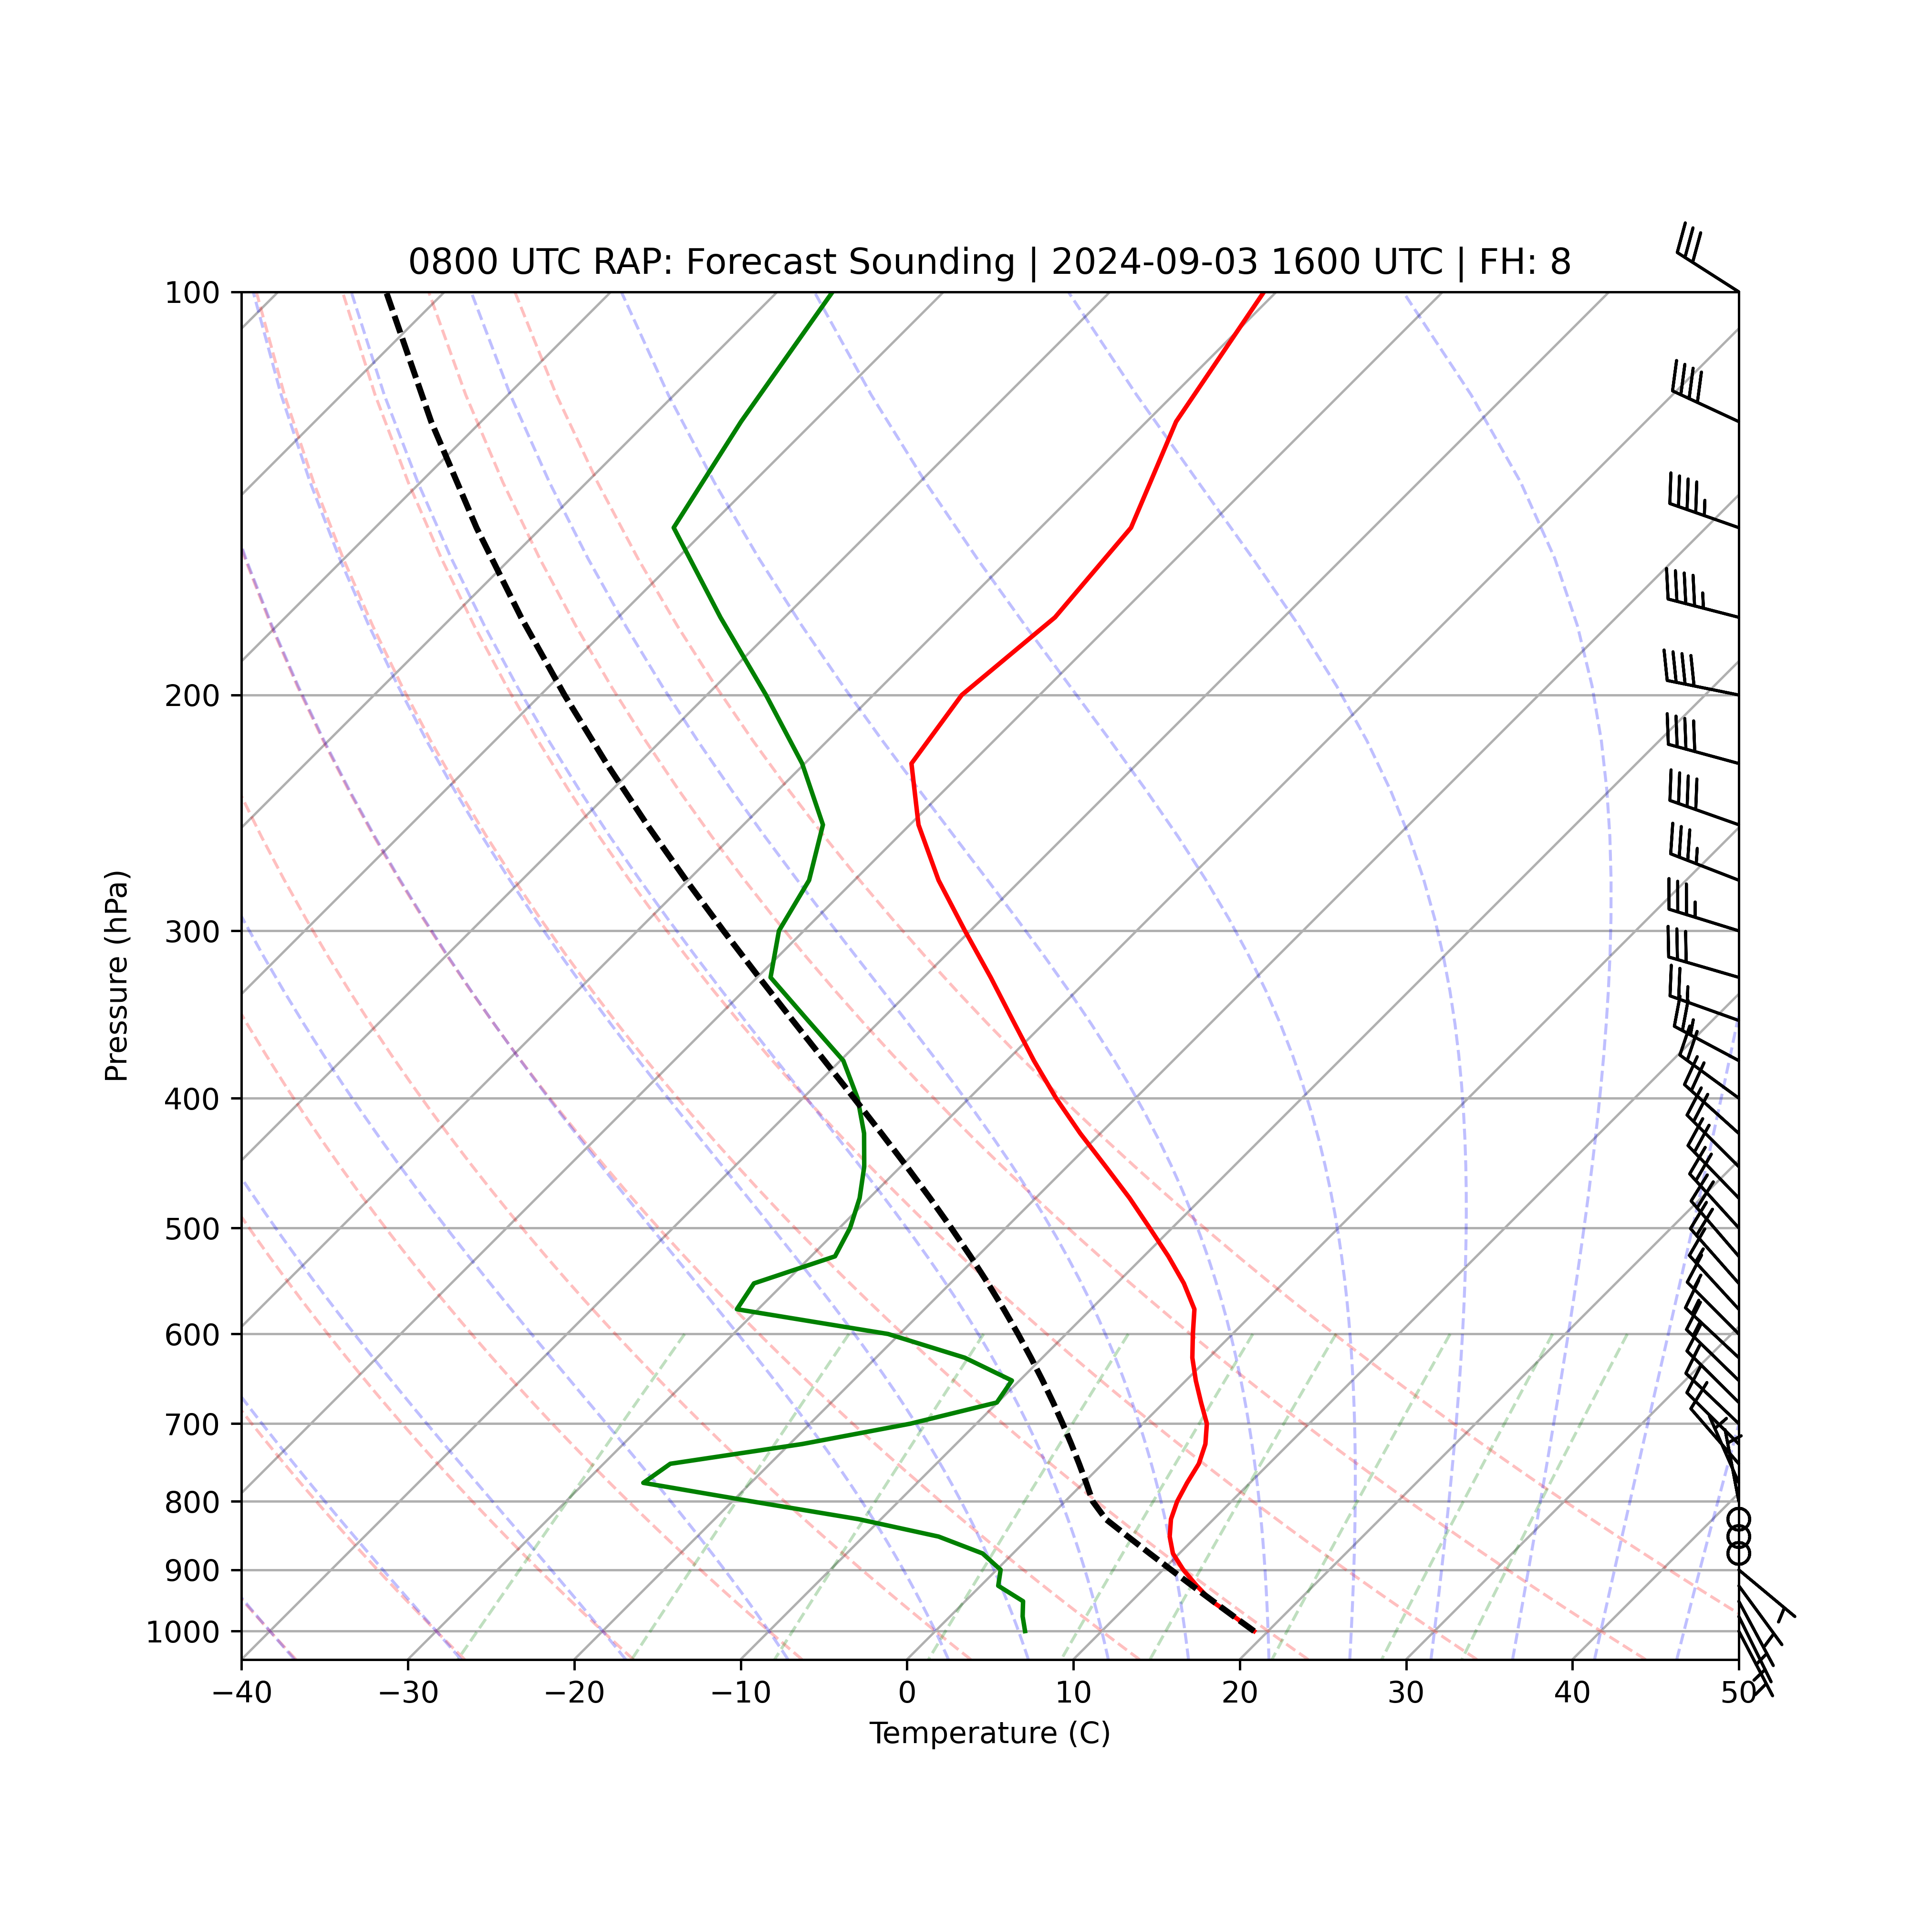 0800 UTC RAP: Forecast Sounding | 2024-09-03 1600 UTC | FH: 8
100
200
300
400
500
600
700
800
900
1000
Pressure (hPa)
−40 −30 −20 −10 0 10 20 30 40 50
Temperature (C)